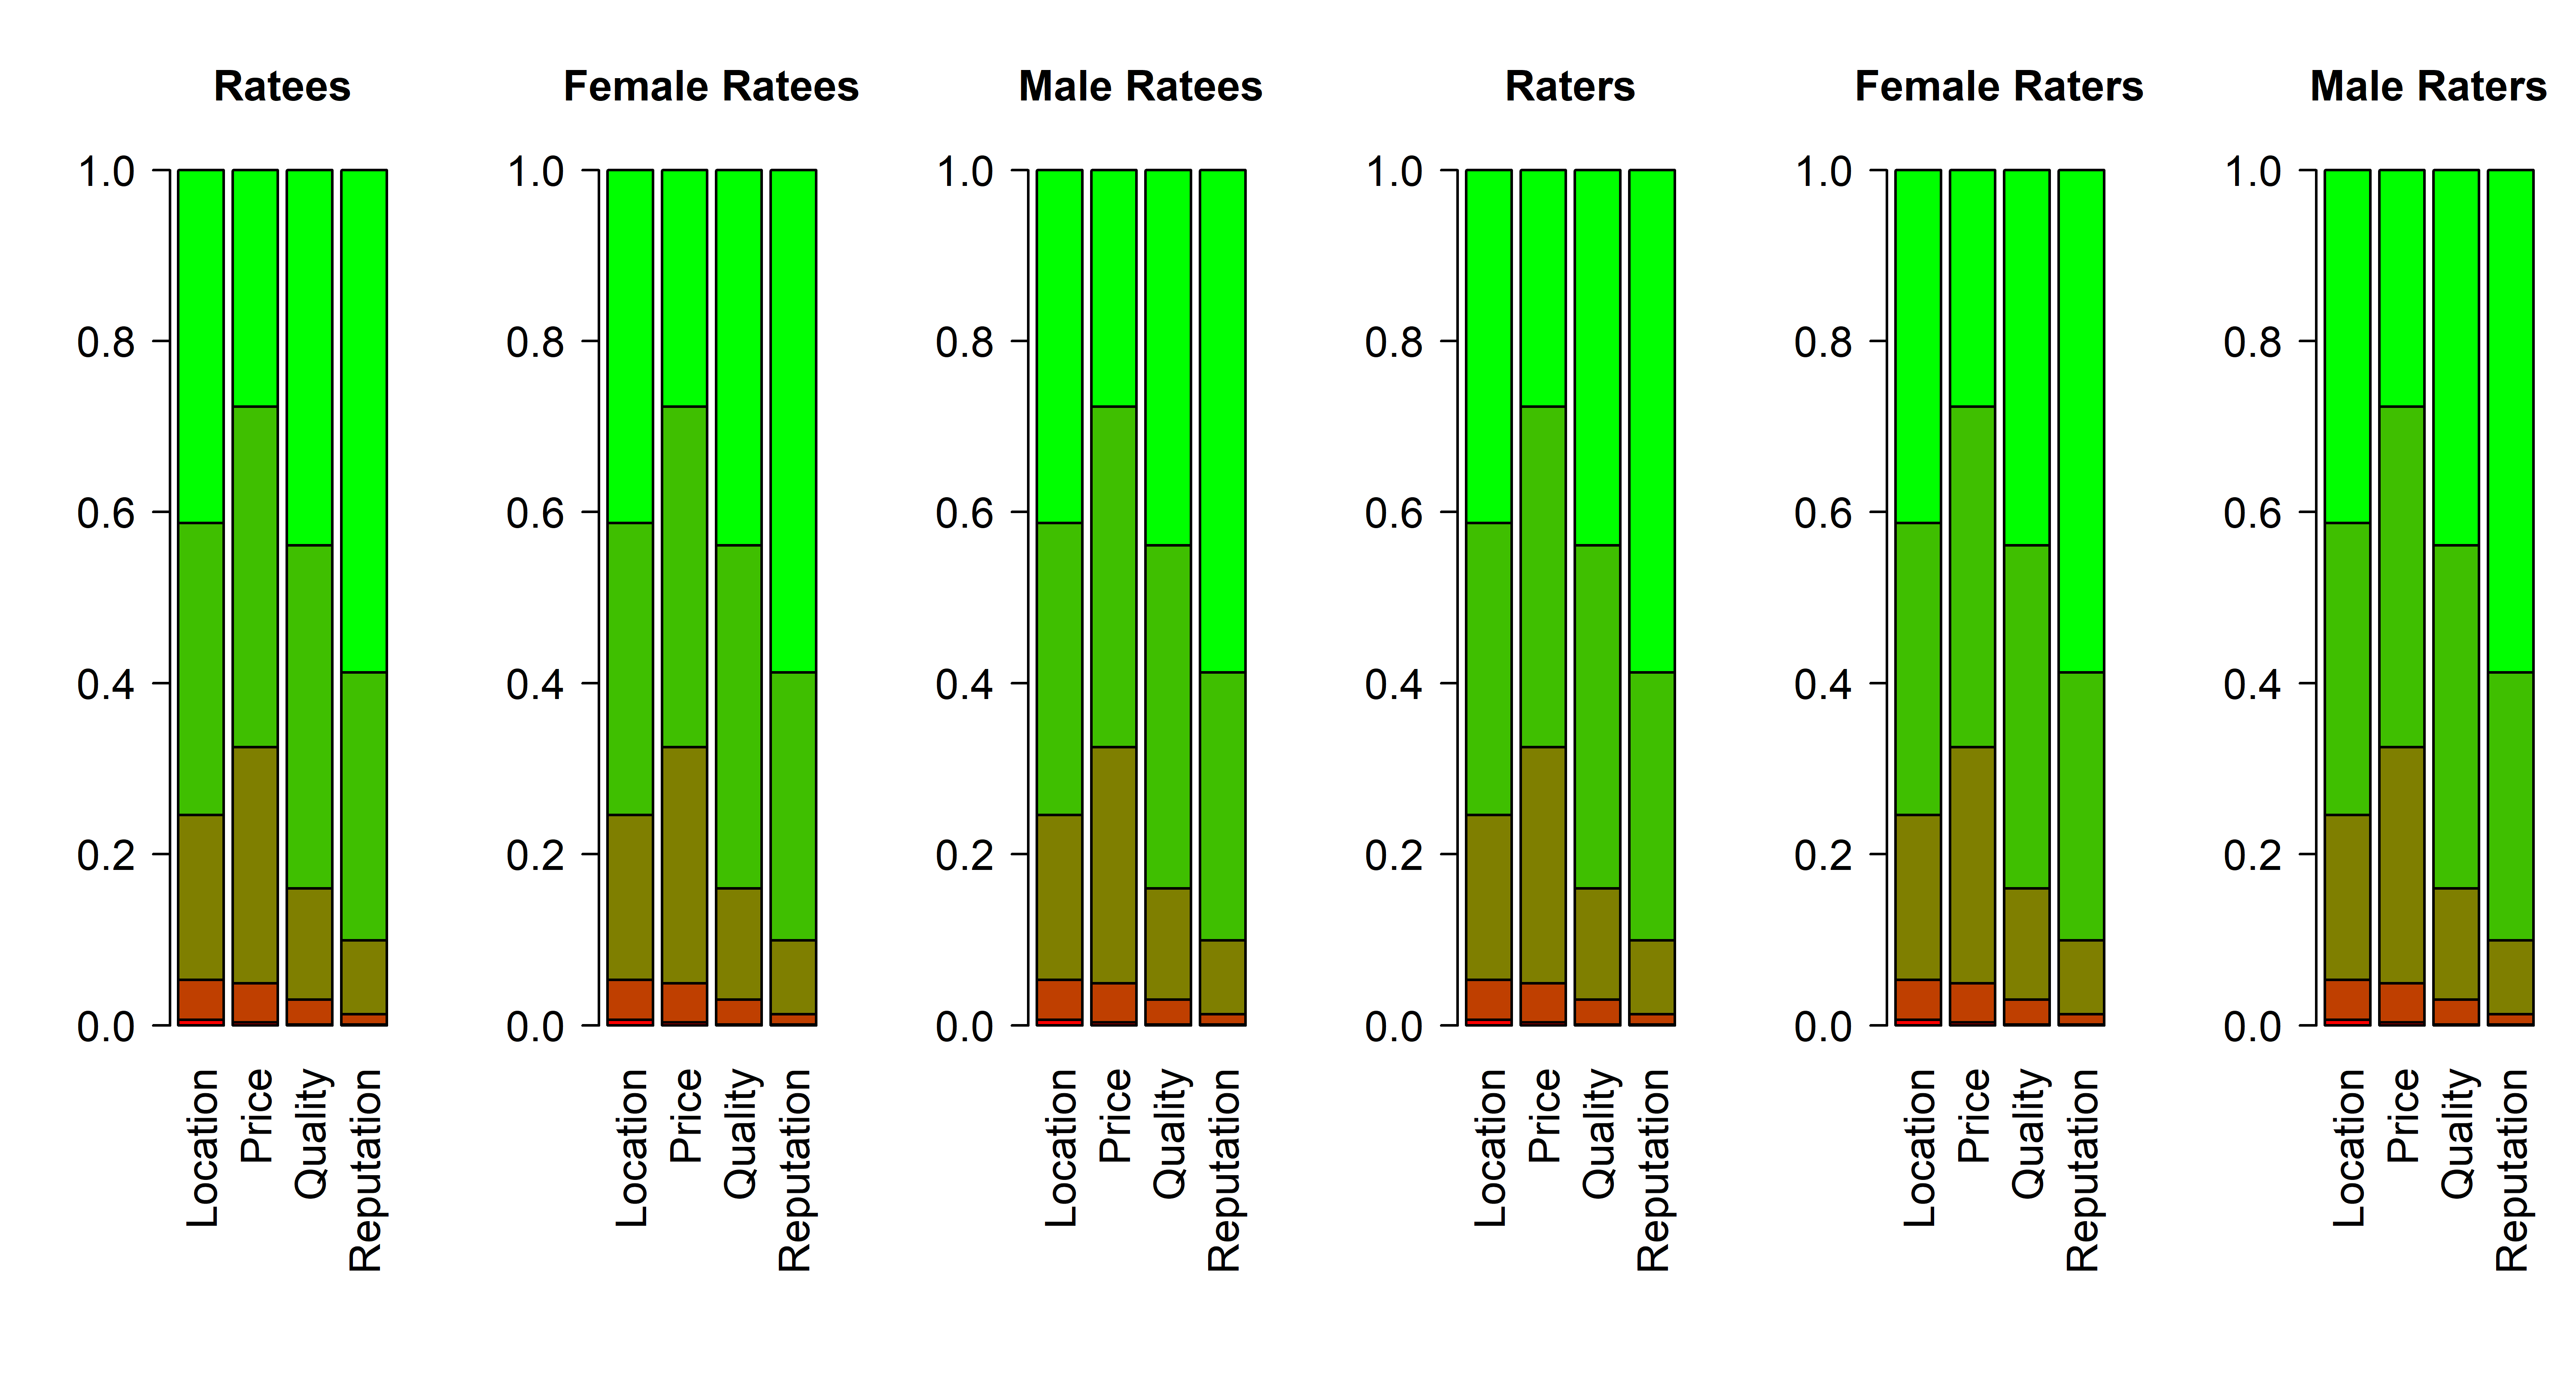 Ratees
1.0
0.8
0.6
0.4
0.2
0.0
Location
Price
Quality
Reputation
Female Ratees
1.0
0.8
0.6
0.4
0.2
0.0
Location
Price
Quality
Reputation
Male Ratees
1.0
0.8
0.6
0.4
0.2
0.0
Location
Price
Quality
Reputation
Raters
1.0
0.8
0.6
0.4
0.2
0.0
Location
Price
Quality
Reputation
Female Raters
1.0
0.8
0.6
0.4
0.2
0.0
Location
Price
Quality
Reputation
Male Raters
1.0
0.8
0.6
0.4
0.2
0.0
Location
Price
Quality
Reputation